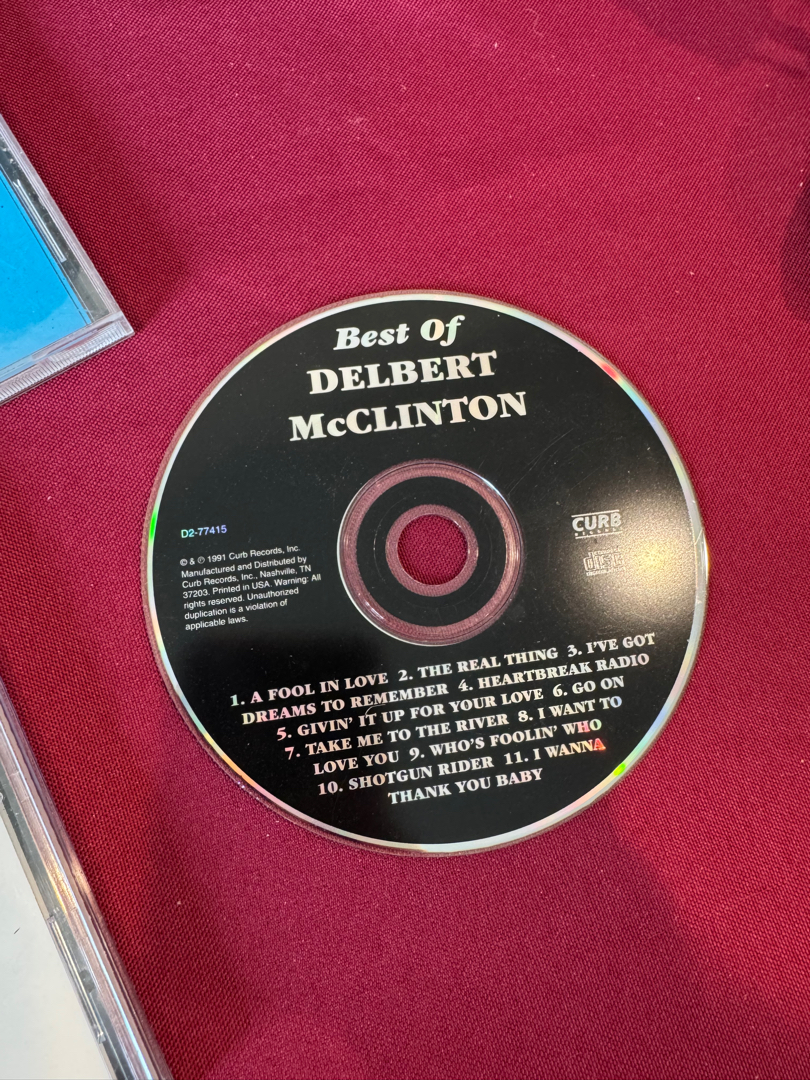 Best Of
DELBERT
McCLINTON
D2-77415
© & ℗ 1991 Curb Records, Inc.
Manufactured and Distributed by
Curb Records, Inc., Nashville, TN
37203. Printed in USA. Warning: All
rights reserved. Unauthorized
duplication is a violation of
applicable laws.
CURB
1. A FOOL IN LOVE 2. THE REAL THING 3. I'VE GOT
DREAMS TO REMEMBER 4. HEARTBREAK RADIO
5. GIVIN' IT UP FOR YOUR LOVE 6. GO ON
7. TAKE ME TO THE RIVER 8. I WANT TO
LOVE YOU 9. WHO'S FOOLIN' WHO
10. SHOTGUN RIDER 11. I WANNA
THANK YOU BABY